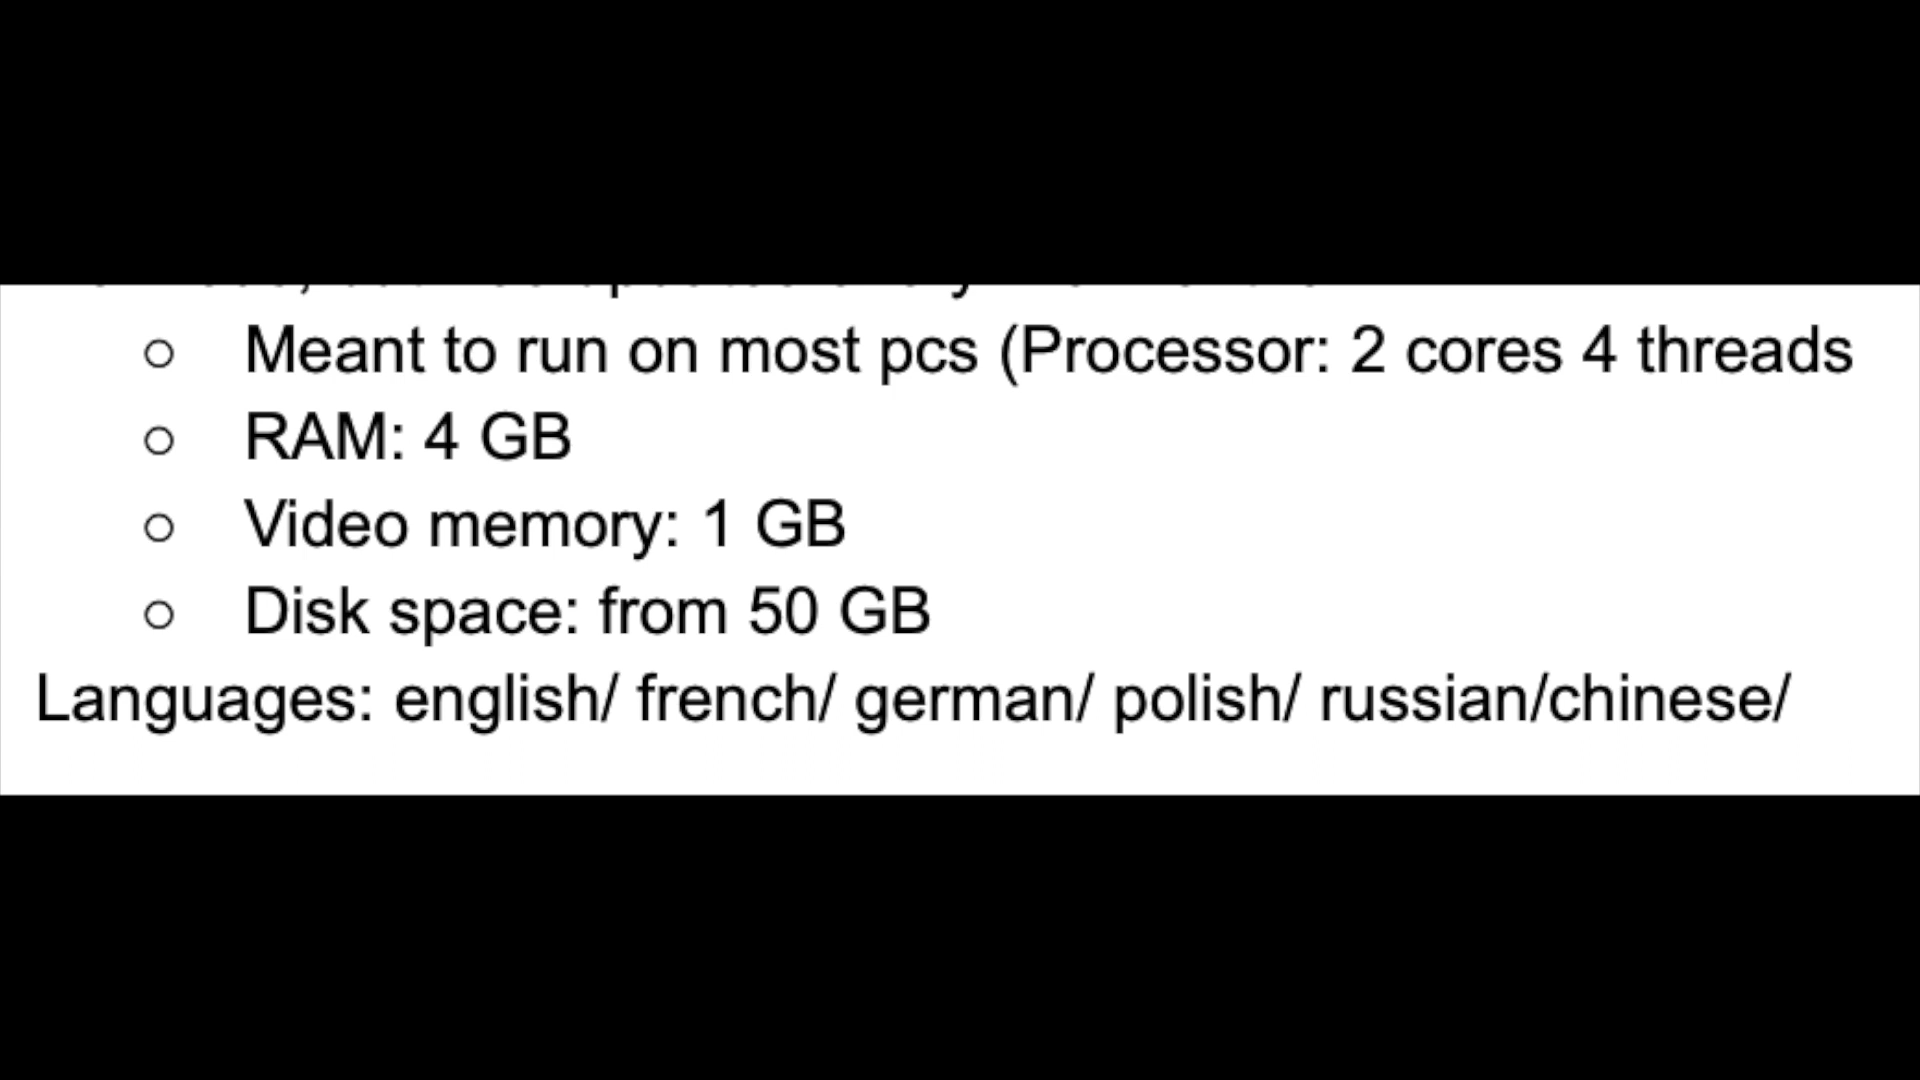 Meant to run on most pcs (Processor: 2 cores 4 threads
RAM: 4 GB
Video memory: 1 GB
Disk space: from 50 GB
Languages: english/ french/ german/ polish/ russian/chinese/